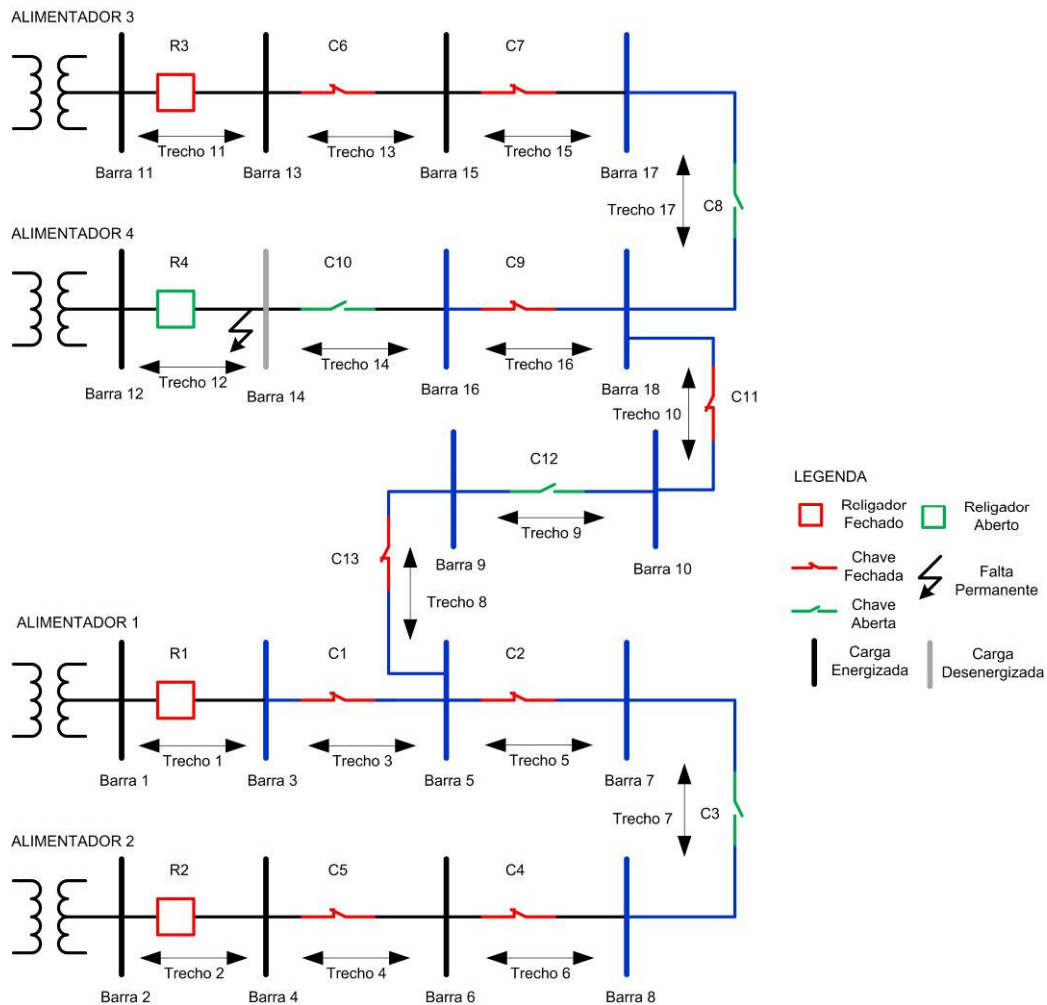 ALIMENTADOR 3
R3
C6
C7
Trecho 11
Trecho 13
Trecho 15
Barra 11
Barra 13
Barra 15
Barra 17
Trecho 17
C8
ALIMENTADOR 4
R4
C10
C9
Trecho 12
Trecho 14
Trecho 16
Barra 12
Barra 14
Barra 16
Barra 18
Trecho 10
C11
C12
Trecho 9
C13
Barra 9
Barra 10
Trecho 8
LEGENDA
Religador
Fechado
Religador
Aberto
Chave
Fechada
Falta
Permanente
Chave
Aberta
Carga
Energizada
Carga
Desenergizada
ALIMENTADOR 1
R1
C1
C2
Trecho 1
Trecho 3
Trecho 5
Barra 1
Barra 3
Barra 5
Barra 7
Trecho 7
C3
ALIMENTADOR 2
R2
C5
C4
Trecho 2
Trecho 4
Trecho 6
Barra 2
Barra 4
Barra 6
Barra 8